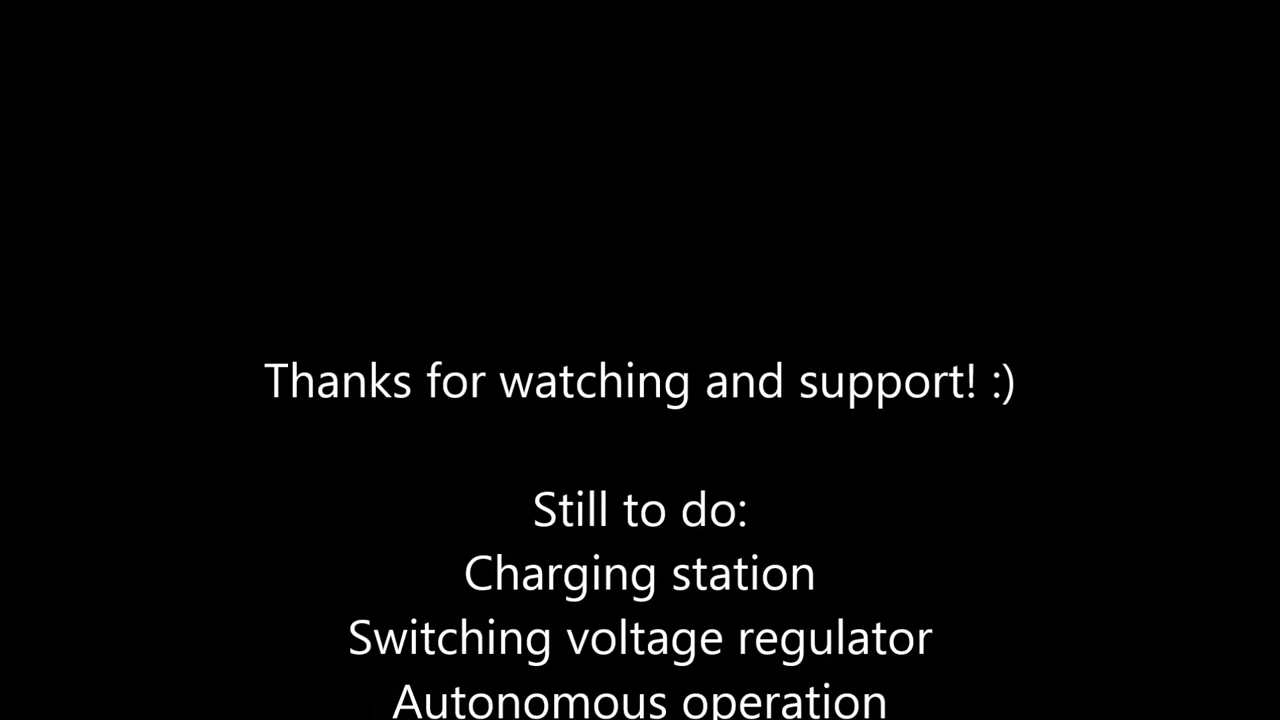 Thanks for watching and support! :)
Still to do:
Charging station
Switching voltage regulator
Autonomous operation